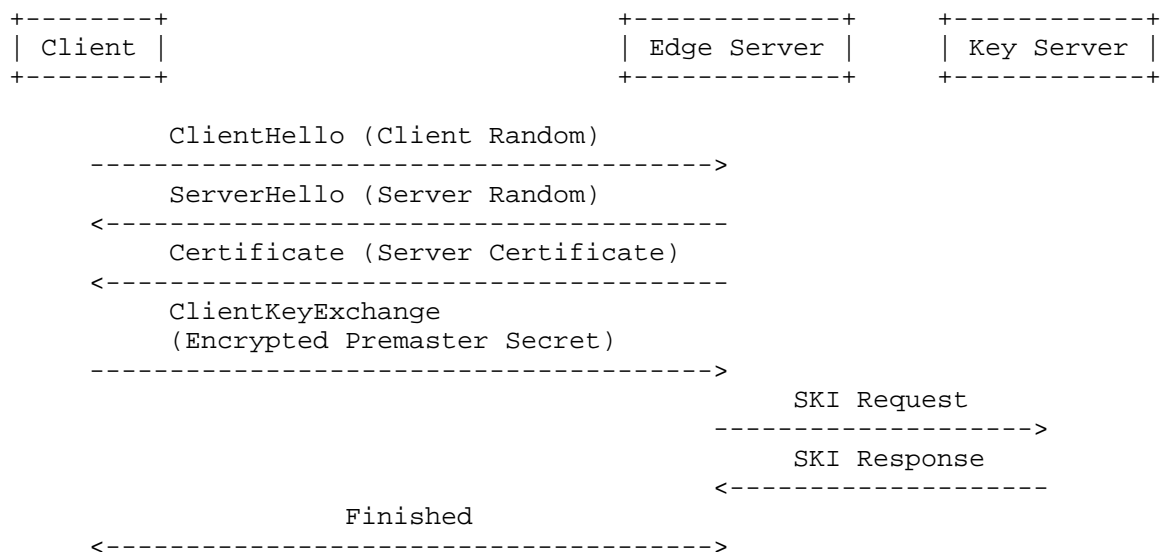 Client Edge Server Key Server
ClientHello (Client Random)
ServerHello (Server Random)
Certificate (Server Certificate)
ClientKeyExchange
(Encrypted Premaster Secret)
SKI Request
SKI Response
Finished